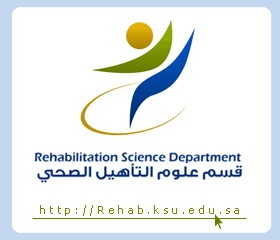 Rehabilitation Science Department
قسم علوم التأهيل الصحي
http://Rehab.ksu.edu.sa